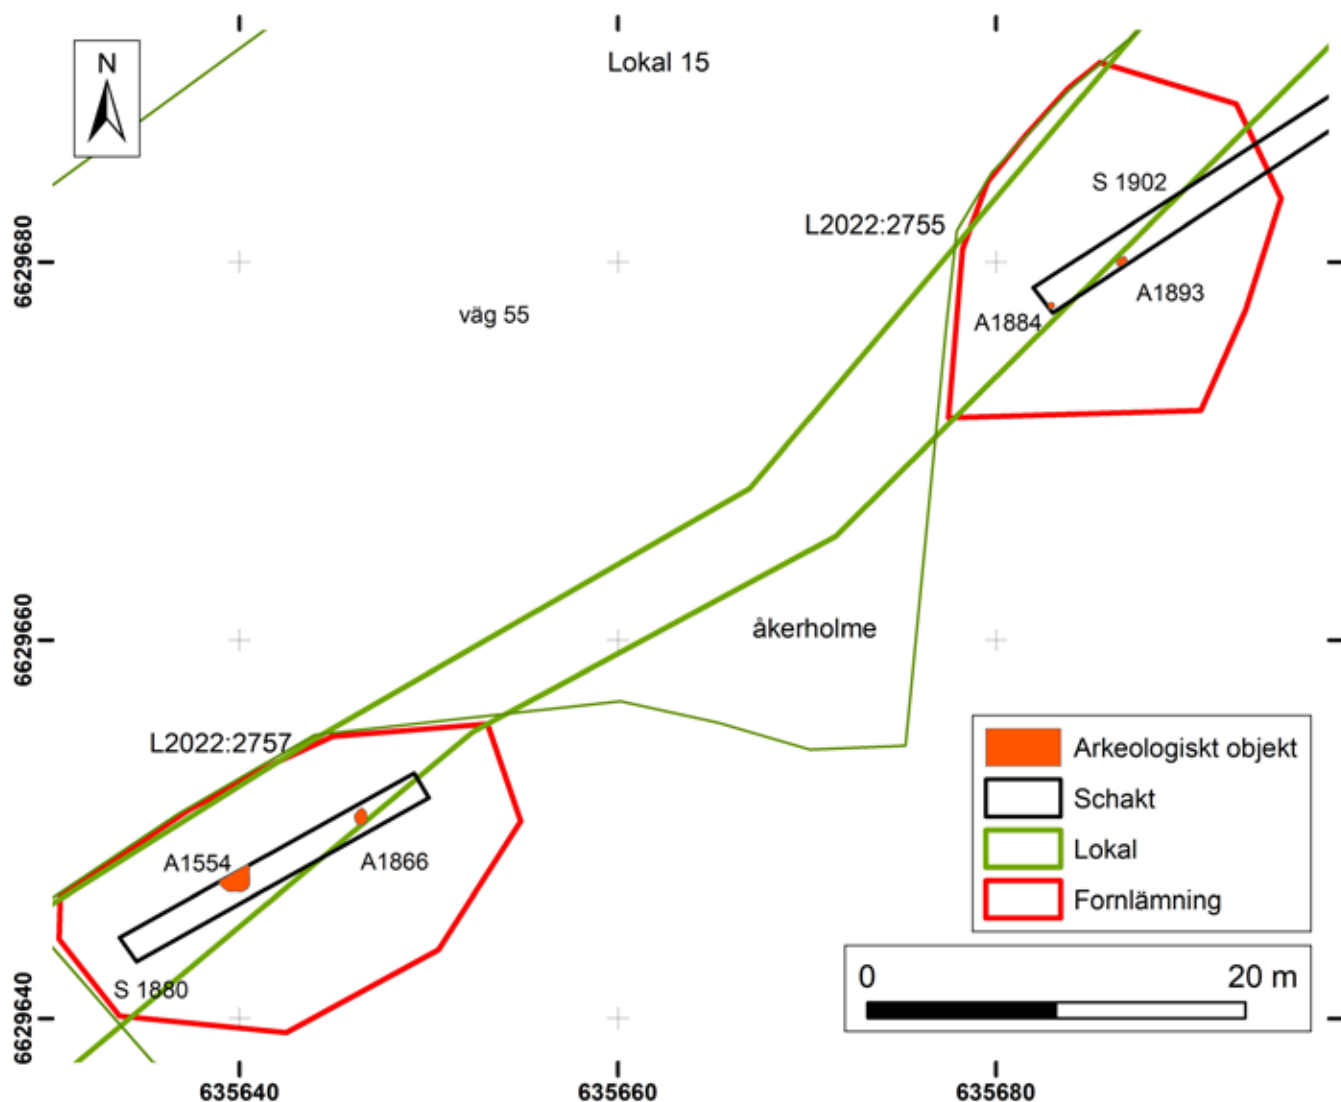 N
Lokal 15
S 1902
L2022:2755
6629680
A1893
väg 55
A1884
åkerholme
6629660
L2022:2757
Arkeologiskt objekt
Schakt
Lokal
Fornlämning
A1554
A1866
0 20 m
S 1880
6629640
635640 635660 635680